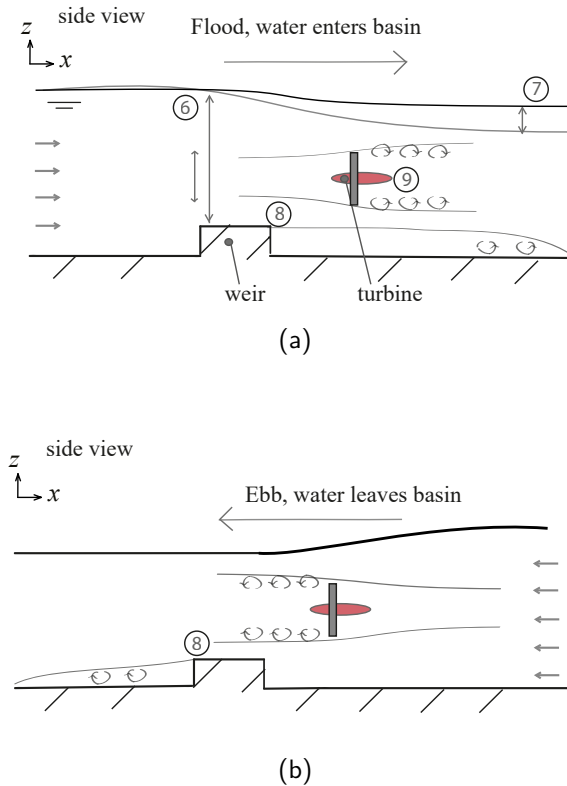 side view
z
x
Flood, water enters basin
6
7
8
9
weir
turbine
(a)
side view
z
x
Ebb, water leaves basin
8
(b)